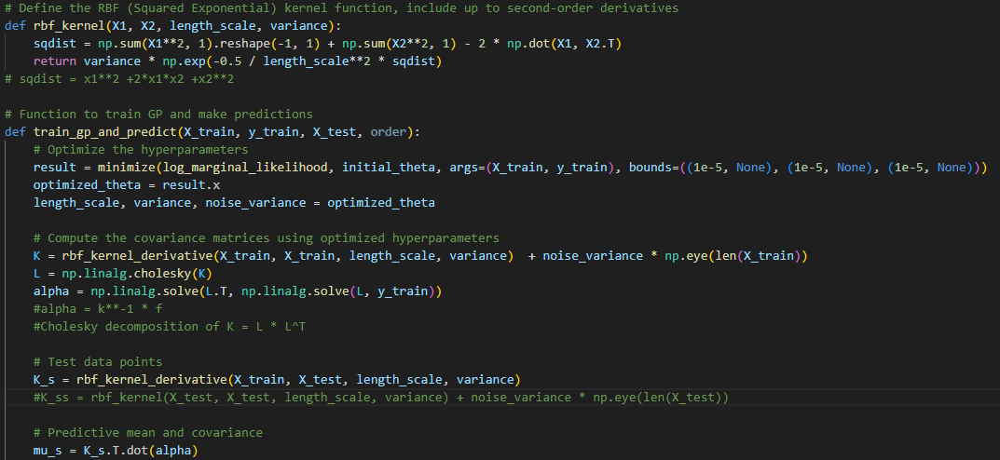 # Define the RBF (Squared Exponential) kernel function, include up to second-order derivatives
def rbf_kernel(X1, X2, length_scale, variance):
    sqdist = np.sum(X1**2, 1).reshape(-1, 1) + np.sum(X2**2, 1) - 2 * np.dot(X1, X2.T)
    return variance * np.exp(-0.5 / length_scale**2 * sqdist)
# sqdist = x1**2 +2*x1*x2 +x2**2

# Function to train GP and make predictions
def train_gp_and_predict(X_train, y_train, X_test, order):
    # Optimize the hyperparameters
    result = minimize(log_marginal_likelihood, initial_theta, args=(X_train, y_train), bounds=((1e-5, None), (1e-5, None), (1e-5, None)))
    optimized_theta = result.x
    length_scale, variance, noise_variance = optimized_theta

    # Compute the covariance matrices using optimized hyperparameters
    K = rbf_kernel_derivative(X_train, X_train, length_scale, variance)  + noise_variance * np.eye(len(X_train))
    L = np.linalg.cholesky(K)
    alpha = np.linalg.solve(L.T, np.linalg.solve(L, y_train))
    #alpha = k**-1 * f
    #Cholesky decomposition of K = L * L^T

    # Test data points
    K_s = rbf_kernel_derivative(X_train, X_test, length_scale, variance)
    #K_ss = rbf_kernel(X_test, X_test, length_scale, variance) + noise_variance * np.eye(len(X_test))

    # Predictive mean and covariance
    mu_s = K_s.T.dot(alpha)